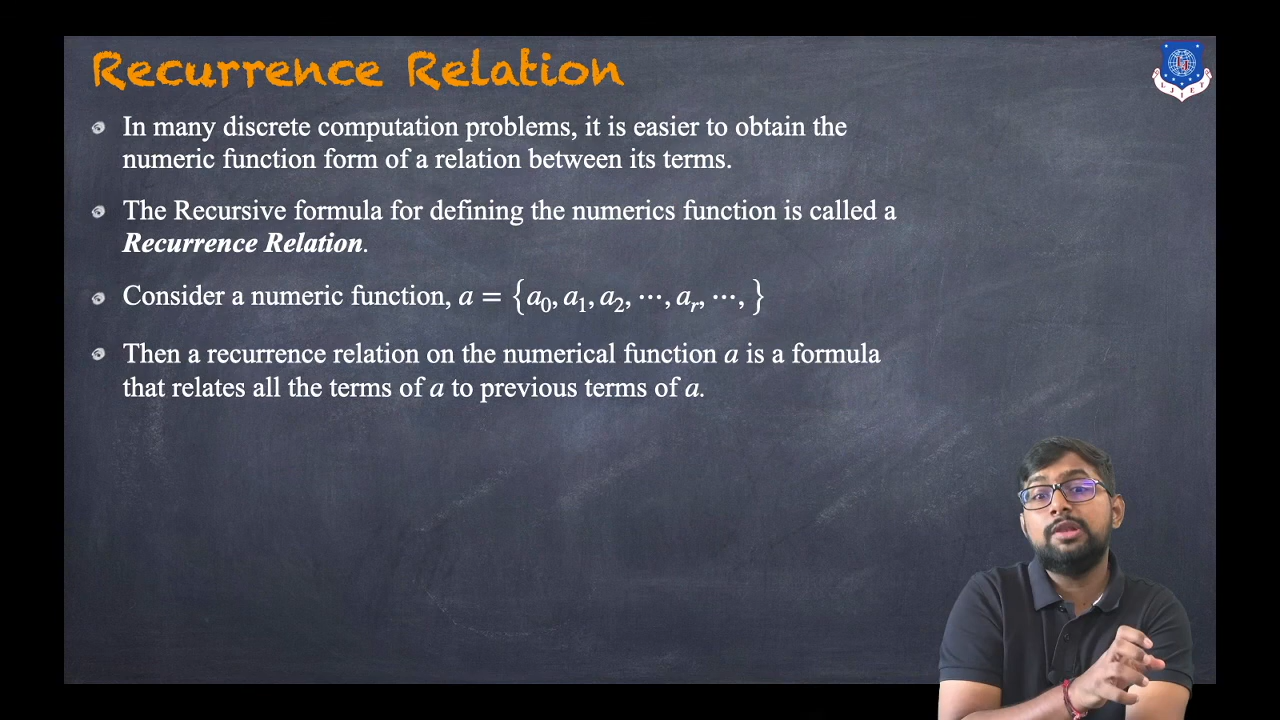 Recurrence Relation
In many discrete computation problems, it is easier to obtain the
numeric function form of a relation between its terms.
The Recursive formula for defining the numerics function is called a
Recurrence Relation.
Consider a numeric function, a = {a₀, a₁, a₂, ⋯, aᵣ, ⋯, }
Then a recurrence relation on the numerical function a is a formula
that relates all the terms of a to previous terms of a.